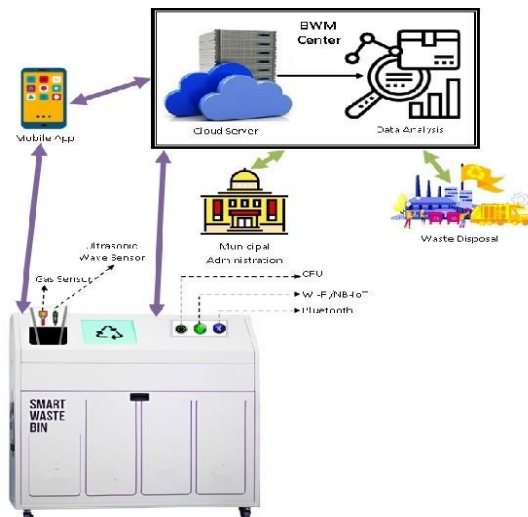 BWM
Center
Cloud Server
Data Analysis
Mobile App
Municipal
Administration
Waste Disposal
Ultrasonic
Wave Sensor
Gas Sensor
CPU
Wi-Fi/NB-IoT
Bluetooth
SMART
WASTE
BIN